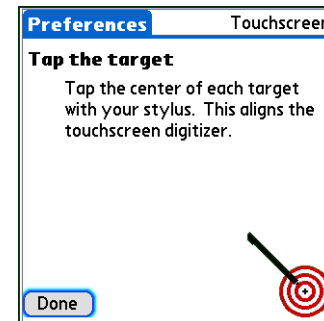 Preferences Touchscreen
Tap the target
Tap the center of each target
with your stylus. This aligns the
touchscreen digitizer.
Done